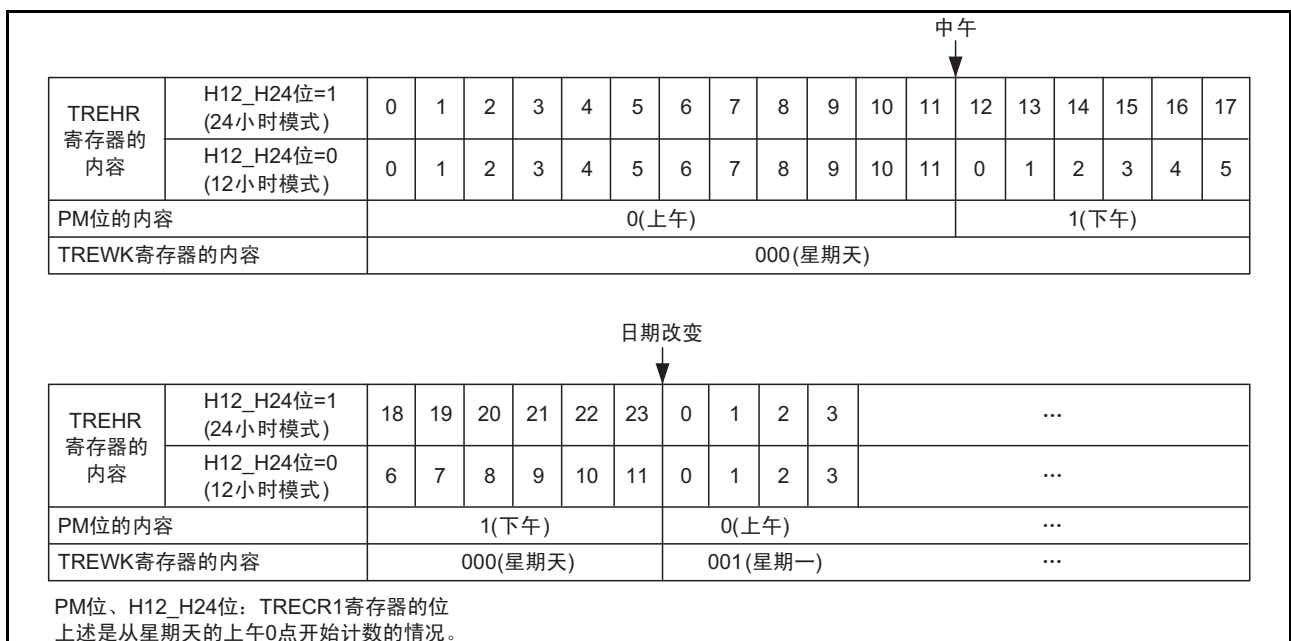 中午
TREHR
寄存器的
内容
H12_H24位=1
(24小时模式)
0 1 2 3 4 5 6 7 8 9 10 11 12 13 14 15 16 17
H12_H24位=0
(12小时模式)
0 1 2 3 4 5 6 7 8 9 10 11 0 1 2 3 4 5
PM位的内容 0(上午) 1(下午)
TREWK寄存器的内容 000(星期天)
日期改变
TREHR
寄存器的
内容
H12_H24位=1
(24小时模式)
18 19 20 21 22 23 0 1 2 3 …
H12_H24位=0
(12小时模式)
6 7 8 9 10 11 0 1 2 3 …
PM位的内容 1(下午) 0(上午) …
TREWK寄存器的内容 000(星期天) 001(星期一) …
PM位、H12_H24位：TRECR1寄存器的位
上述是从星期天的上午0点开始计数的情况。